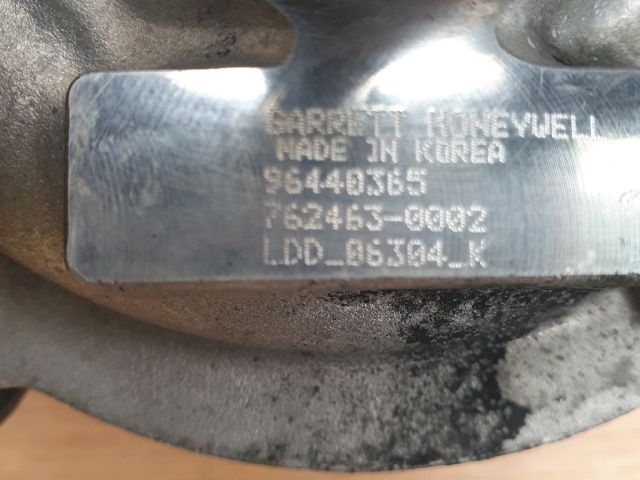 GARRETT HONEYWELL
MADE IN KOREA
96440365
762463-0002
LDD_06304_K